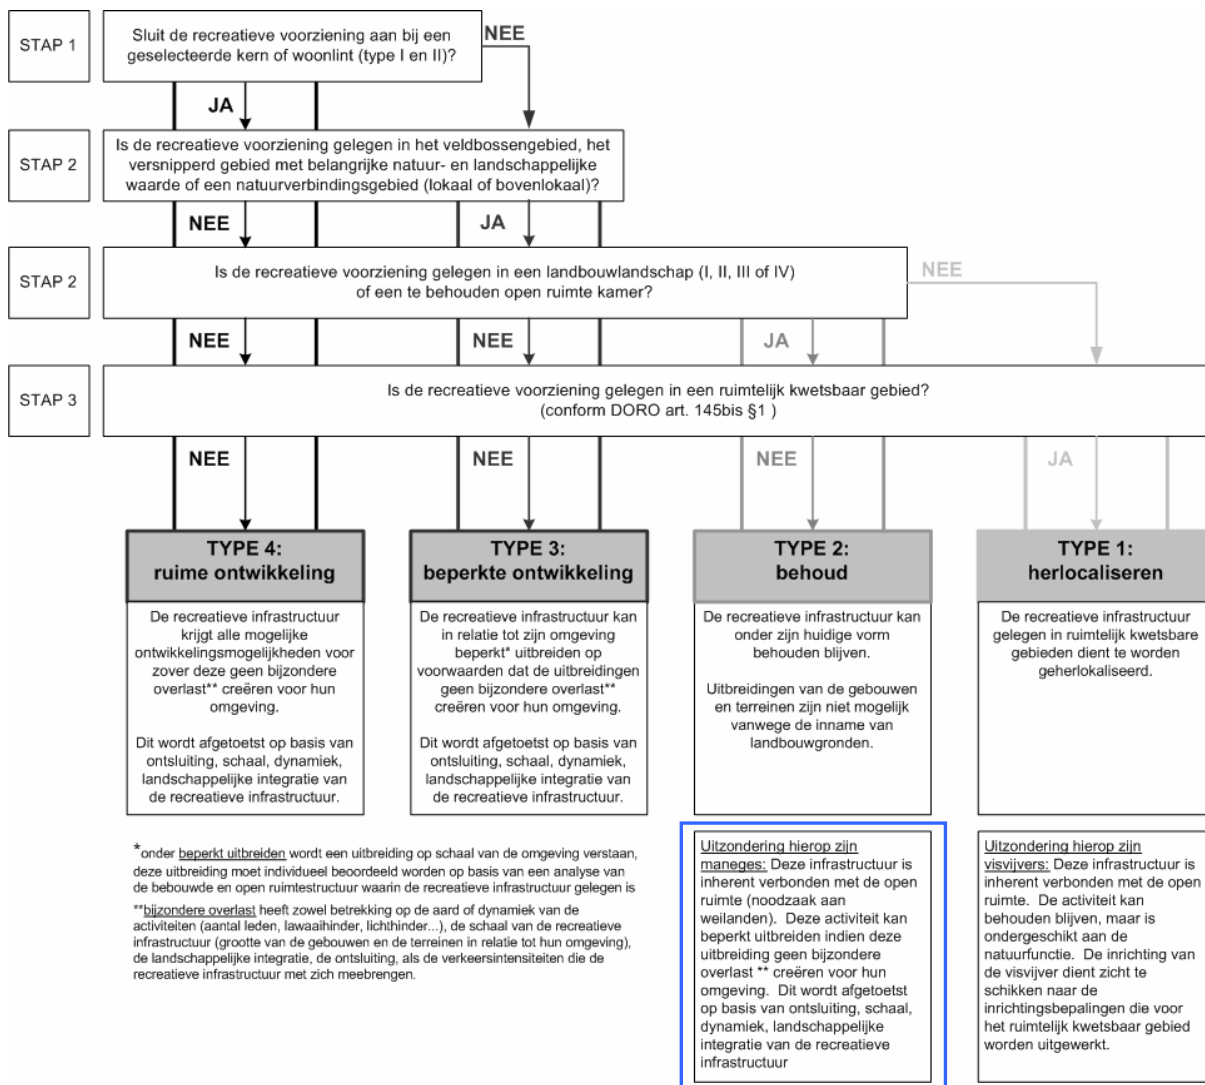 STAP 1
Sluit de recreatieve voorziening aan bij een
geselecteerde kern of woonlint (type I en II)?
NEE
JA
STAP 2
Is de recreatieve voorziening gelegen in het veldbossengebied, het
versnipperd gebied met belangrijke natuur- en landschappelijke
waarde of een natuurverbindingsgebied (lokaal of bovenlokaal)?
NEE
JA
STAP 2
Is de recreatieve voorziening gelegen in een landbouwlandschap (I, II, III of IV)
of een te behouden open ruimte kamer?
NEE
NEE
NEE
JA
STAP 3
Is de recreatieve voorziening gelegen in een ruimtelijk kwetsbaar gebied?
(conform DORO art. 145bis §1 )
NEE
NEE
NEE
JA
TYPE 4:
ruime ontwikkeling
De recreatieve infrastructuur
krijgt alle mogelijke
ontwikkelingsmogelijkheden voor
zover deze geen bijzondere
overlast** creëren voor hun
omgeving.
Dit wordt afgetoetst op basis van
ontsluiting, schaal, dynamiek,
landschappelijke integratie van
de recreatieve infrastructuur.
TYPE 3:
beperkte ontwikkeling
De recreatieve infrastructuur kan
in relatie tot zijn omgeving
beperkt* uitbreiden op
voorwaarden dat de uitbreidingen
geen bijzondere overlast**
creëren voor hun omgeving.
Dit wordt afgetoetst op basis van
ontsluiting, schaal, dynamiek,
landschappelijke integratie van
de recreatieve infrastructuur.
TYPE 2:
behoud
De recreatieve infrastructuur kan
onder zijn huidige vorm
behouden blijven.
Uitbreidingen van de gebouwen
en terreinen zijn niet mogelijk
vanwege de inname van
landbouwgronden.
TYPE 1:
herlocaliseren
De recreatieve infrastructuur
gelegen in ruimtelijk kwetsbare
gebieden dient te worden
geherlokaliseerd.
*onder beperkt uitbreiden wordt een uitbreiding op schaal van de omgeving verstaan,
deze uitbreiding moet individueel beoordeeld worden op basis van een analyse van
de bebouwde en open ruimtestructuur waarin de recreatieve infrastructuur gelegen is
**bijzondere overlast heeft zowel betrekking op de aard of dynamiek van de
activiteiten (aantal leden, lawaaihinder, lichthinder...), de schaal van de recreatieve
infrastructuur (grootte van de gebouwen en de terreinen in relatie tot hun omgeving),
de landschappelijke integratie, de ontsluiting, als de verkeersintensiteiten die de
recreatieve infrastructuur met zich meebrengen.
Uitzondering hierop zijn
maneges: Deze infrastructuur is
inherent verbonden met de open
ruimte (noodzaak aan
weilanden). Deze activiteit kan
beperkt uitbreiden indien deze
uitbreiding geen bijzondere
overlast ** creëren voor hun
omgeving. Dit wordt afgetoetst
op basis van ontsluiting, schaal,
dynamiek, landschappelijke
integratie van de recreatieve
infrastructuur
Uitzondering hierop zijn
visvijvers: Deze infrastructuur is
inherent verbonden met de open
ruimte. De activiteit kan
behouden blijven, maar is
ondergeschikt aan de
natuurfunctie. De inrichting van
de visvijver dient zicht te
schikken naar de
inrichtingsbepalingen die voor
het ruimtelijk kwetsbaar gebied
worden uitgewerkt.